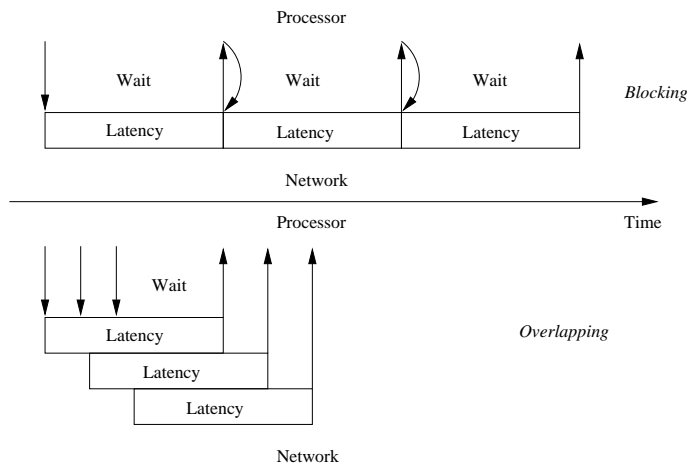 Processor
Wait Wait Wait
Blocking
Latency Latency Latency
Network
Processor Time
Wait
Latency
Overlapping
Latency
Latency
Network